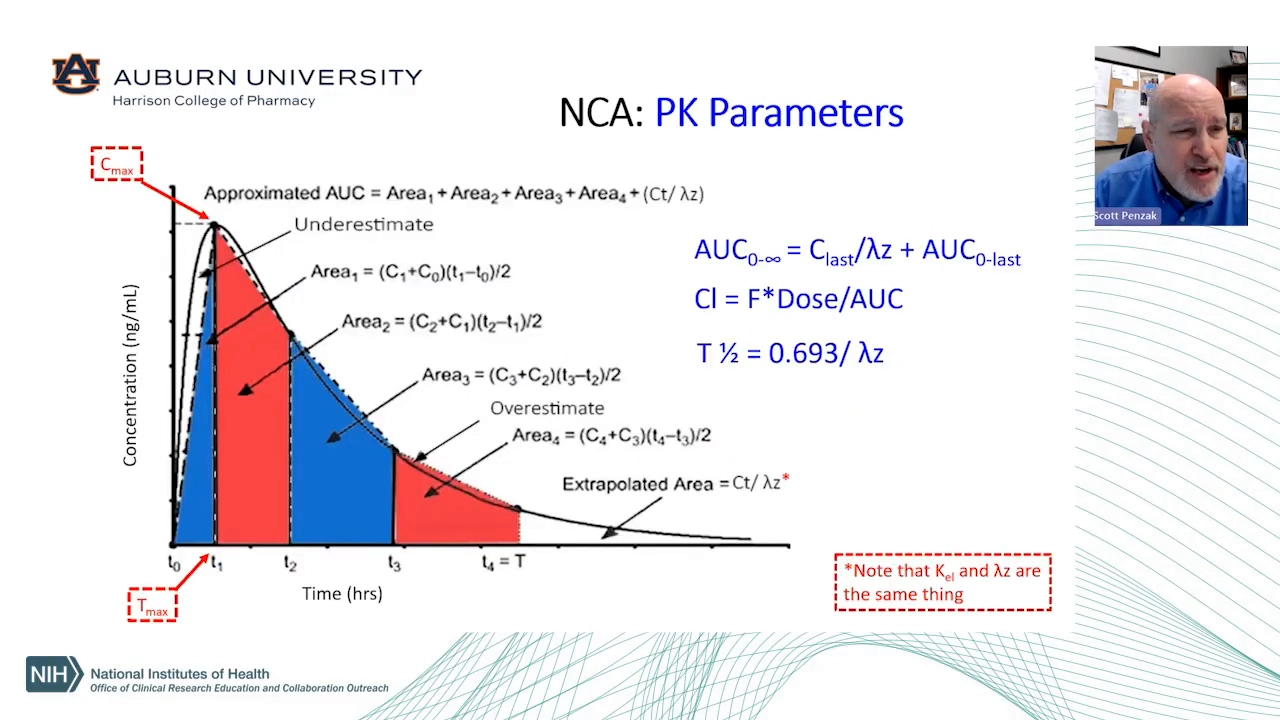 AUBURN UNIVERSITY
Harrison College of Pharmacy
NCA: PK Parameters
Cmax
Approximated AUC = Area1 + Area2 + Area3 + Area4 + (Ct/ λz)
Underestimate
Area1 = (C1+C0)(t1–t0)/2
Area2 = (C2+C1)(t2–t1)/2
Area3 = (C3+C2)(t3–t2)/2
Overestimate
Area4 = (C4+C3)(t4–t3)/2
Extrapolated Area = Ct/ λz*
Concentration (ng/mL)
t0 t1 t2 t3 t4 = T
Time (hrs)
Tmax
AUC0-∞ = Clast/λz + AUC0-last
Cl = F*Dose/AUC
T ½ = 0.693/ λz
*Note that Kel and λz are
the same thing
Scott Penzak
NIH
National Institutes of Health
Office of Clinical Research Education and Collaboration Outreach